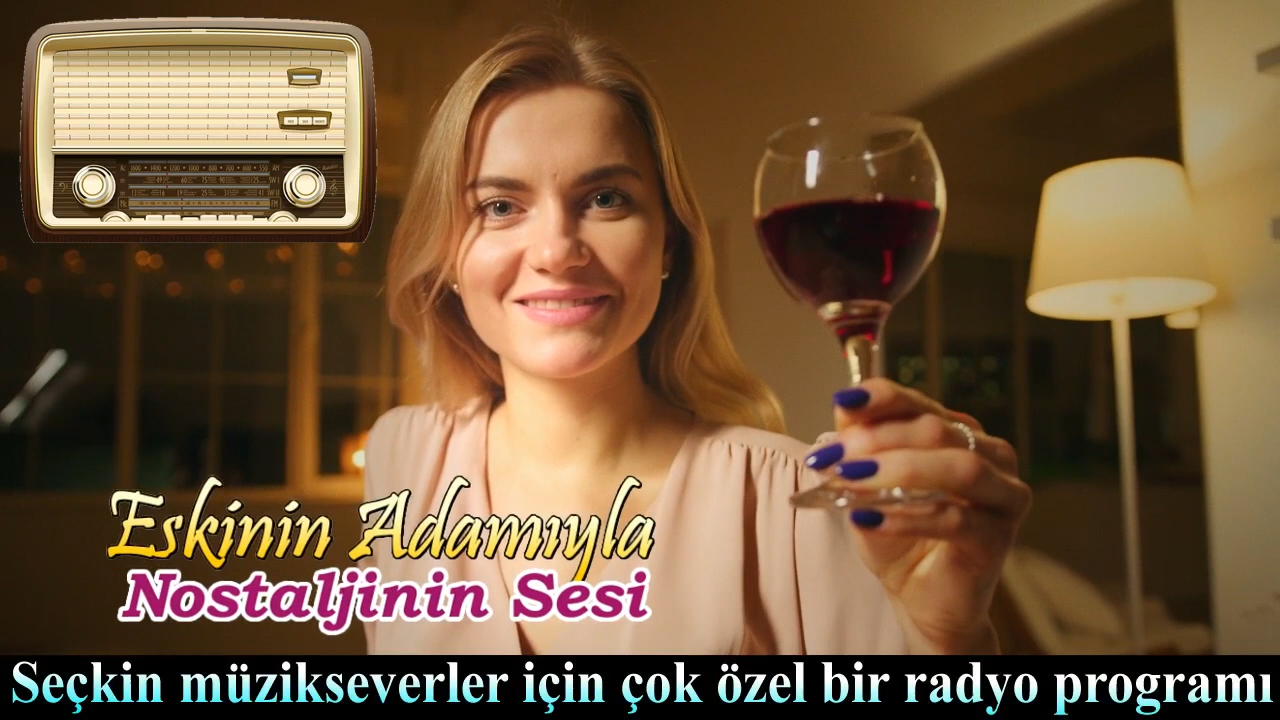 Eskinin Adamıyla
Nostaljinin Sesi
Seçkin müzikseverler için çok özel bir radyo programı